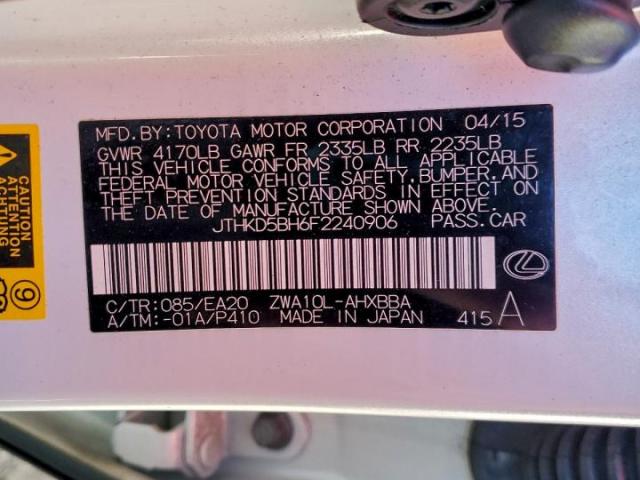 MFD. BY: TOYOTA MOTOR CORPORATION 04/15
GVWR 4170LB GAWR FR 2335LB RR 2235LB
THIS VEHICLE CONFORMS TO ALL APPLICABLE
FEDERAL MOTOR VEHICLE SAFETY, BUMPER, AND
THEFT PREVENTION STANDARDS IN EFFECT ON
THE DATE OF MANUFACTURE SHOWN ABOVE.
JTHKD5BH6F2240906 PASS.CAR
C/TR: 085/EA20 ZWA10L-AHXBBA
A/TM: -01A/P410 MADE IN JAPAN 415 A
CAUTION
ATTENTION
ACHTUNG
9